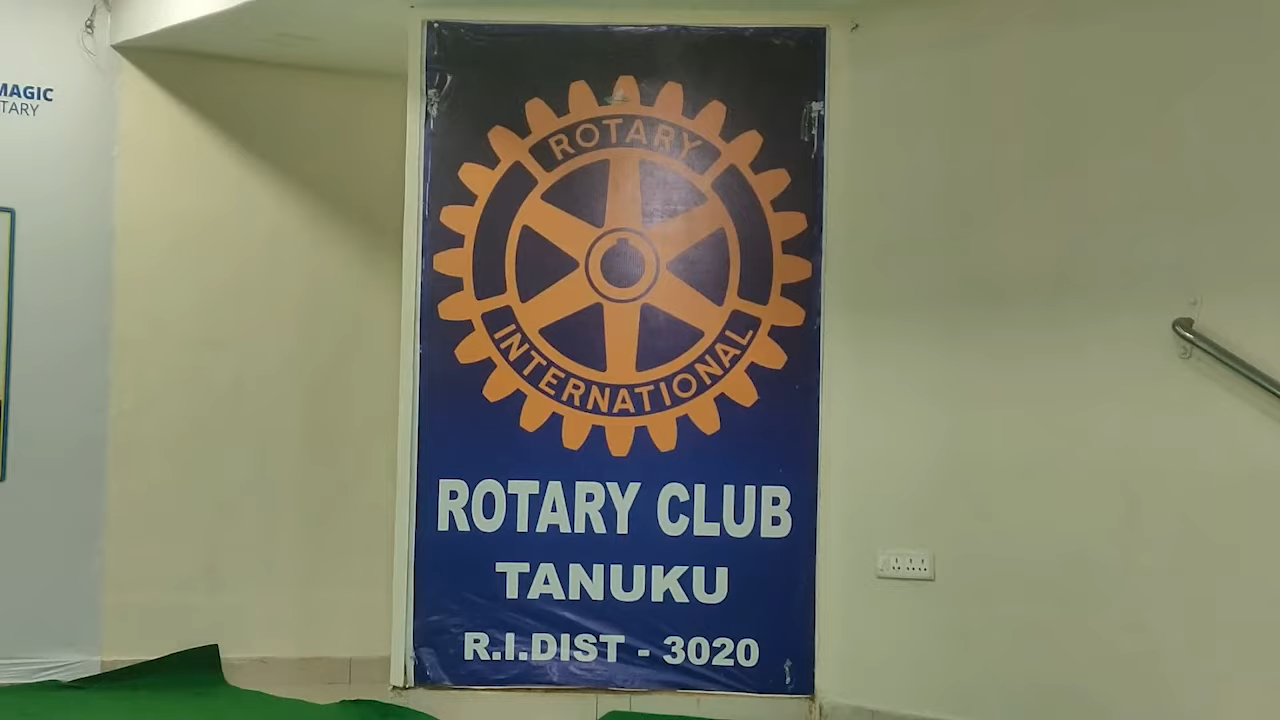 MAGIC
TARY
ROTARY
INTERNATIONAL
ROTARY CLUB
TANUKU
R.I.DIST - 3020